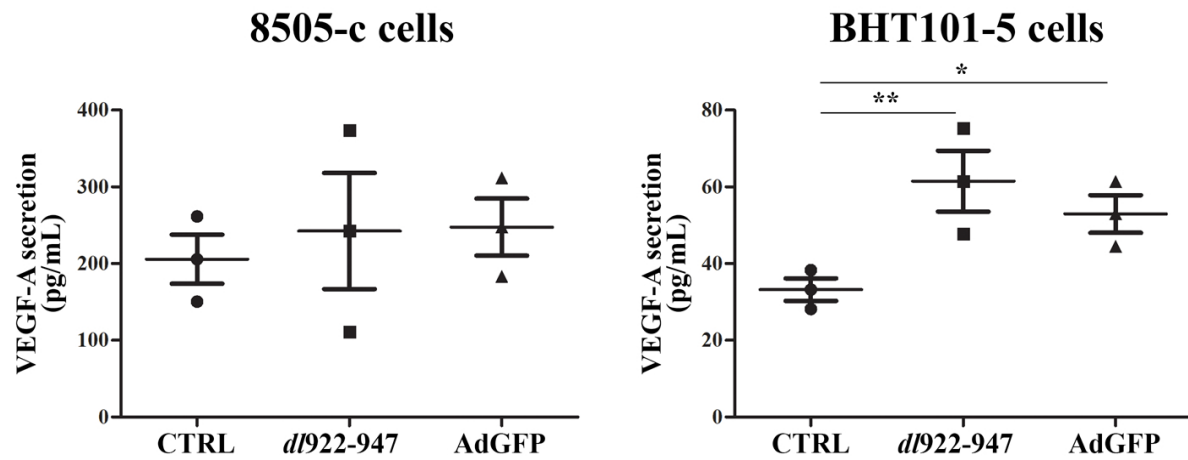 8505-c cells
VEGF-A secretion
(pg/mL)
400
300
200
100
0
CTRL
dl922-947
AdGFP
BHT101-5 cells
*
**
VEGF-A secretion
(pg/mL)
80
60
40
20
0
CTRL
dl922-947
AdGFP